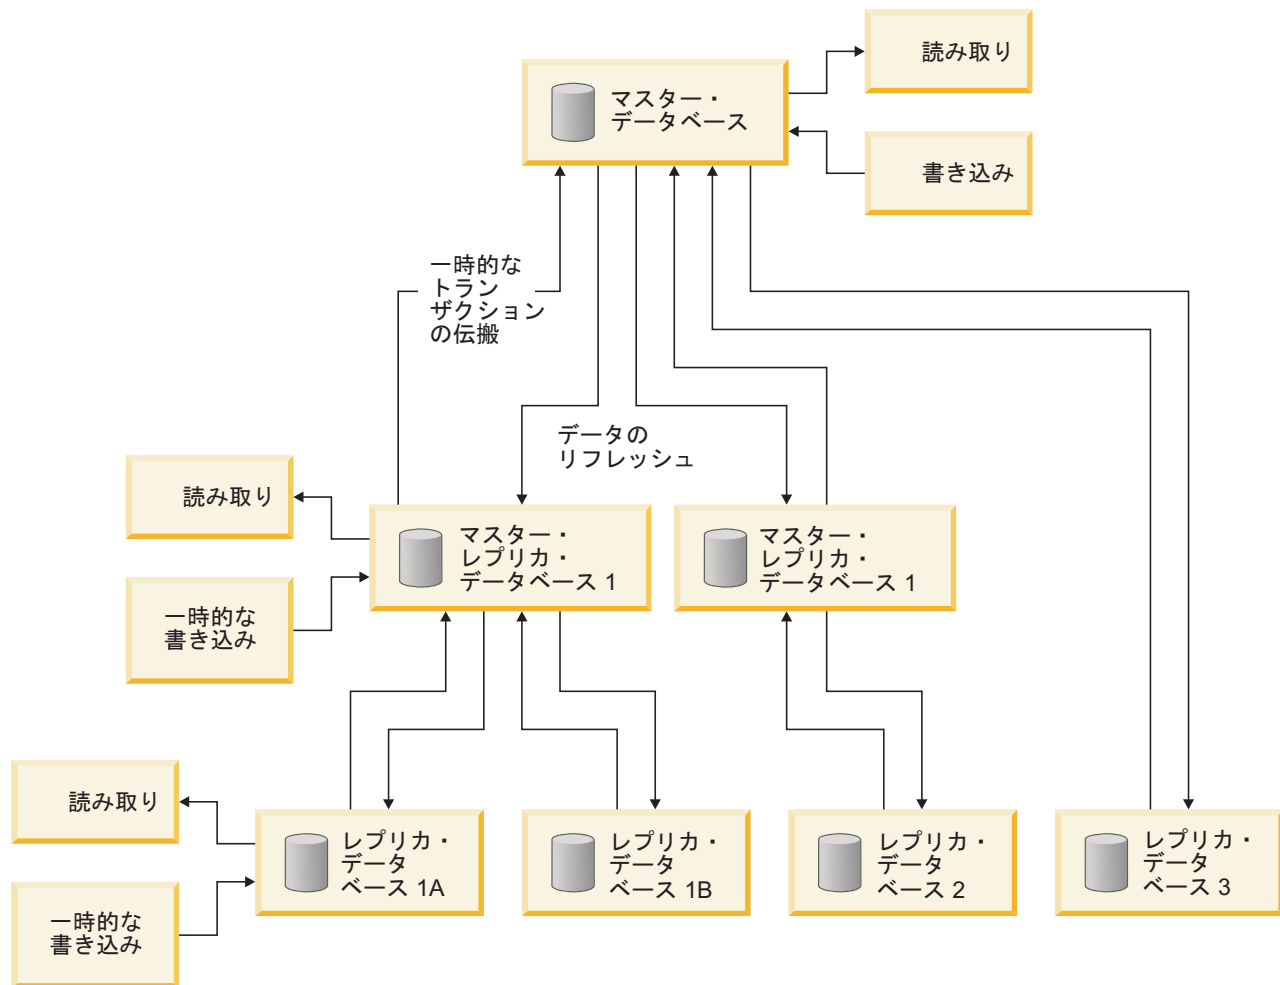 読み取り
マスター・
データベース
書き込み
一時的な
トラン
ザクション
の伝搬
データの
リフレッシュ
読み取り
マスター・
レプリカ・
データベース 1
マスター・
レプリカ・
データベース 1
一時的な
書き込み
読み取り
レプリカ・
データ
ベース 1A
レプリカ・
データ
ベース 1B
レプリカ・
データ
ベース 2
レプリカ・
データ
ベース 3
一時的な
書き込み